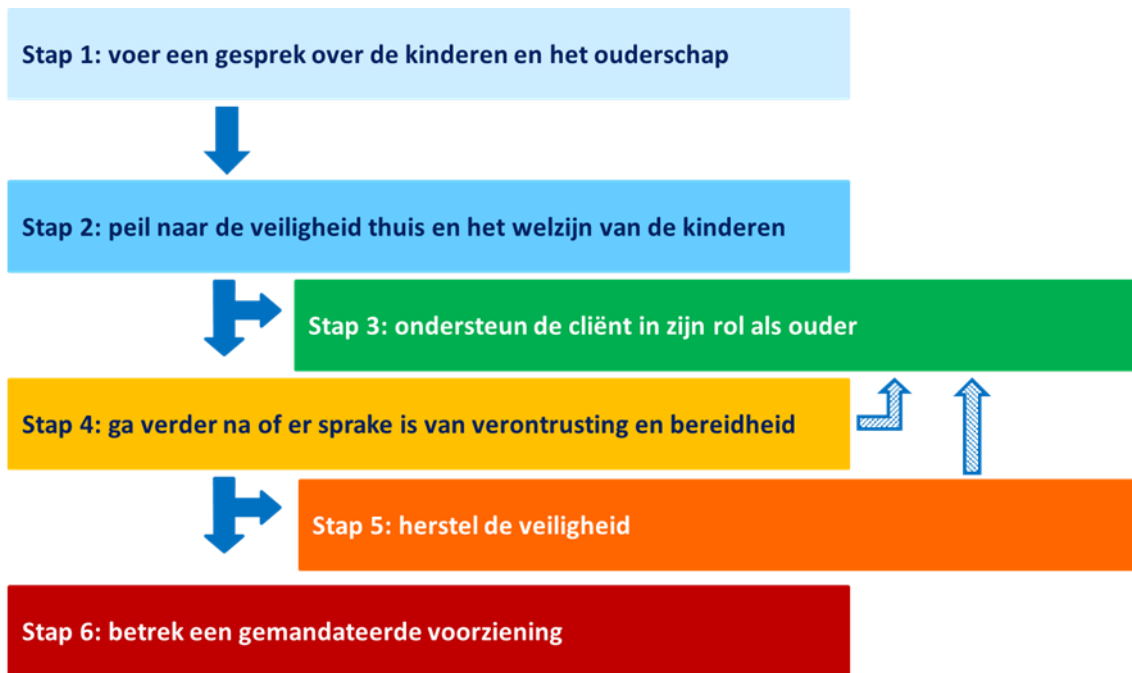 Stap 1: voer een gesprek over de kinderen en het ouderschap
Stap 2: peil naar de veiligheid thuis en het welzijn van de kinderen
Stap 3: ondersteun de cliënt in zijn rol als ouder
Stap 4: ga verder na of er sprake is van verontrusting en bereidheid
Stap 5: herstel de veiligheid
Stap 6: betrek een gemandateerde voorziening